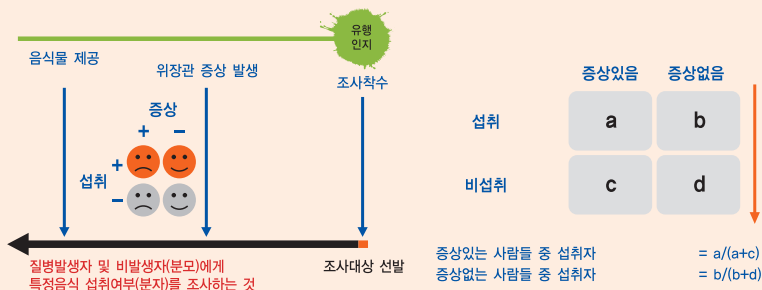 유행
인지
음식물 제공
위장관 증상 발생
조사착수
증상
+ −
섭취
+
−
질병발생자 및 비발생자(분모)에게
특정음식 섭취여부(분자)를 조사하는 것
조사대상 선발
증상있음 증상없음
섭취 a b
비섭취 c d
증상있는 사람들 중 섭취자 = a/(a+c)
증상없는 사람들 중 섭취자 = b/(b+d)